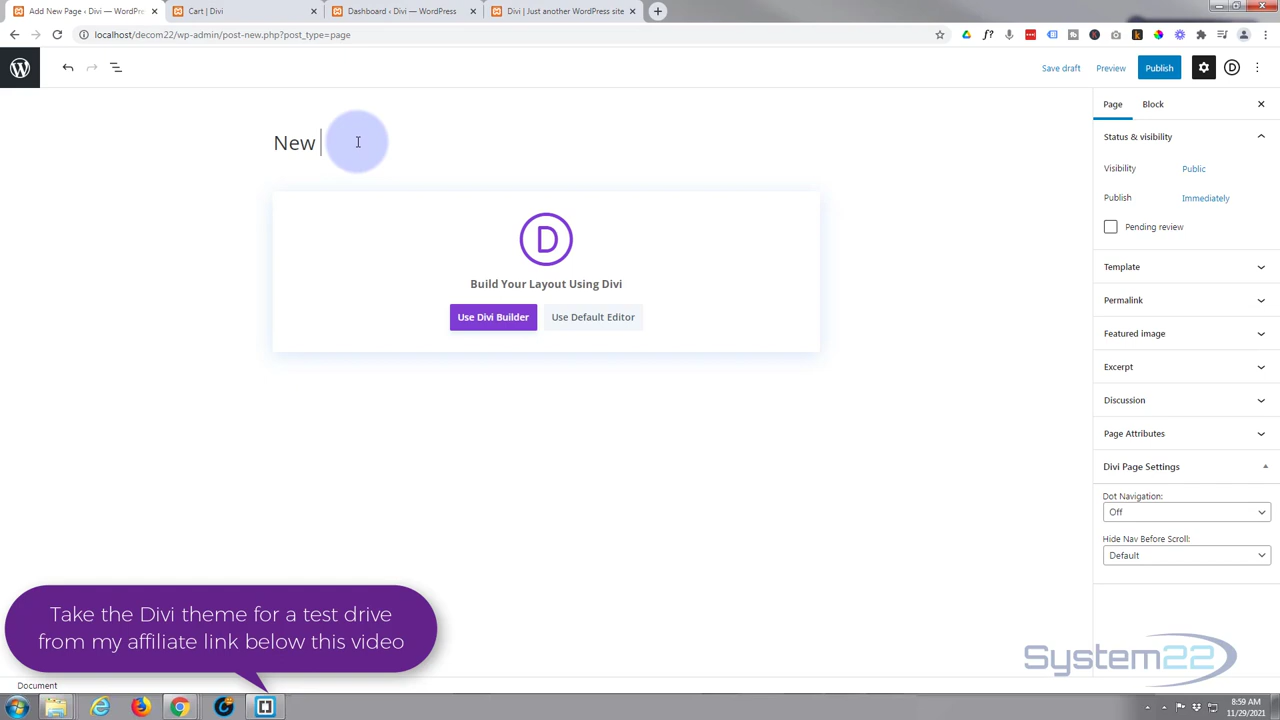 Add New Page ‹ Divi — WordPr
Cart | Divi
Dashboard ‹ Divi — WordPress
Divi | Just another WordPress site
localhost/decom22/wp-admin/post-new.php?post_type=page
Save draft
Preview
Publish
New
D
Build Your Layout Using Divi
Use Divi Builder
Use Default Editor
Page
Block
Status & visibility
Visibility
Public
Publish
Immediately
Pending review
Template
Permalink
Featured image
Excerpt
Discussion
Page Attributes
Divi Page Settings
Dot Navigation:
Off
Hide Nav Before Scroll:
Default
Take the Divi theme for a test drive
from my affiliate link below this video
System22
Document
8:59 AM
11/29/2021